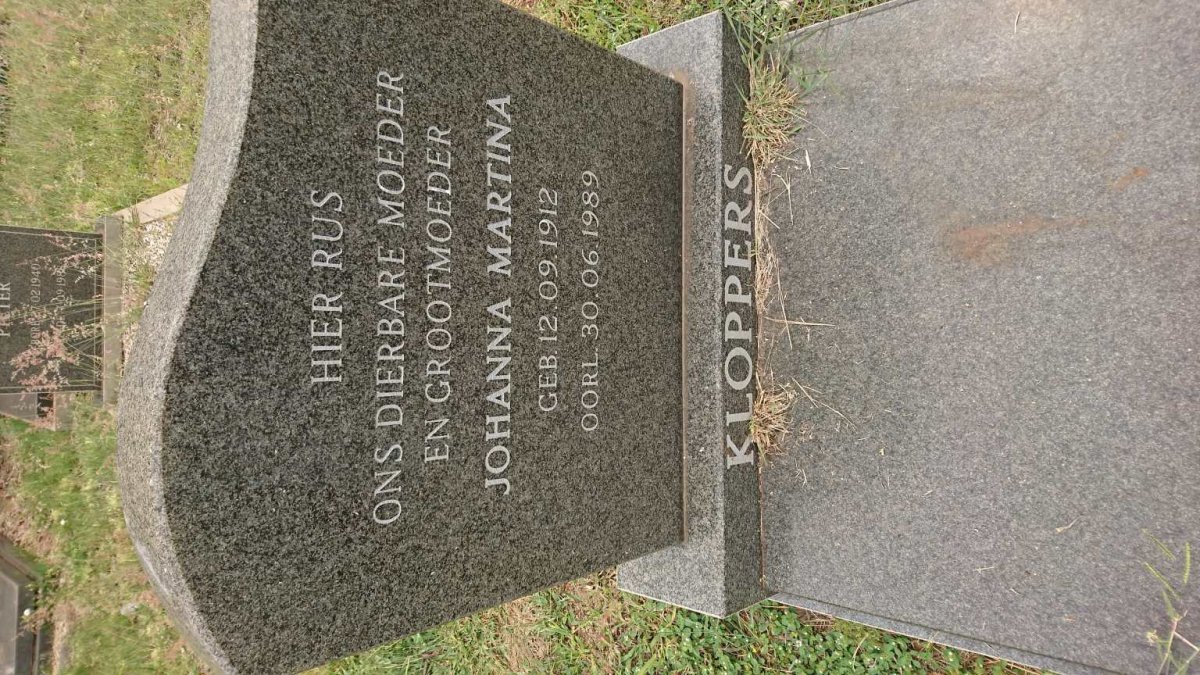 HIER RUS
ONS DIERBARE MOEDER
EN GROOTMOEDER
JOHANNA MARTINA
GEB. 12.09.1912
OORL. 30.06.1989
KLOPPERS